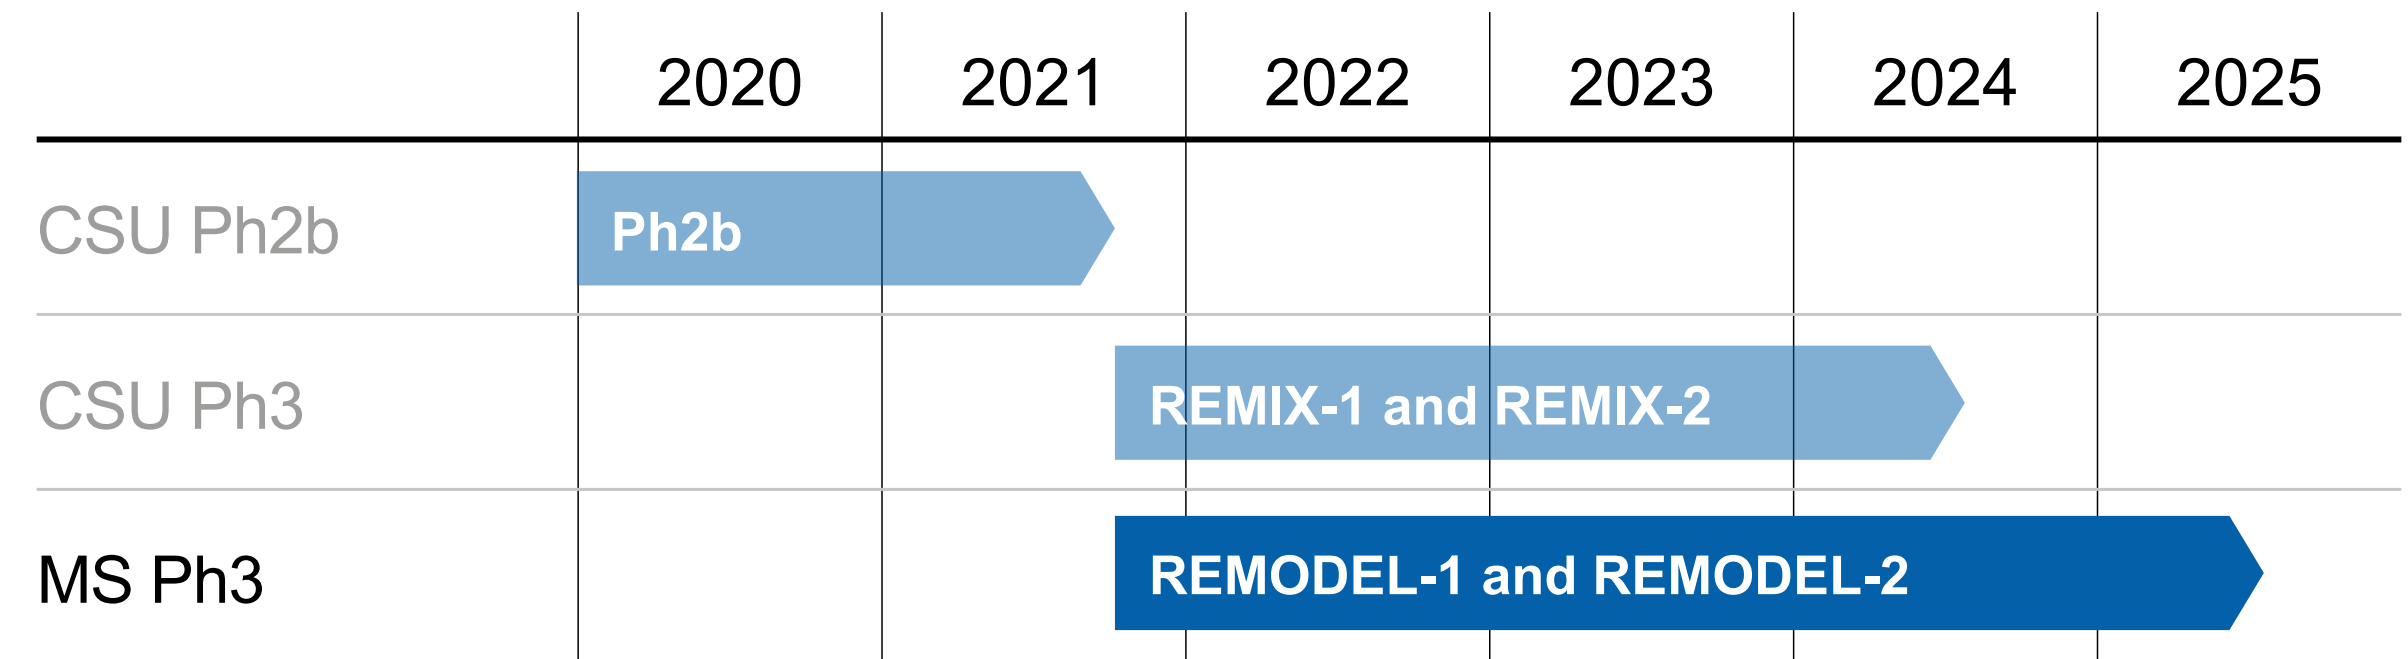 2020 2021 2022 2023 2024 2025
CSU Ph2b
Ph2b
CSU Ph3
REMIX-1 and REMIX-2
MS Ph3
REMODEL-1 and REMODEL-2